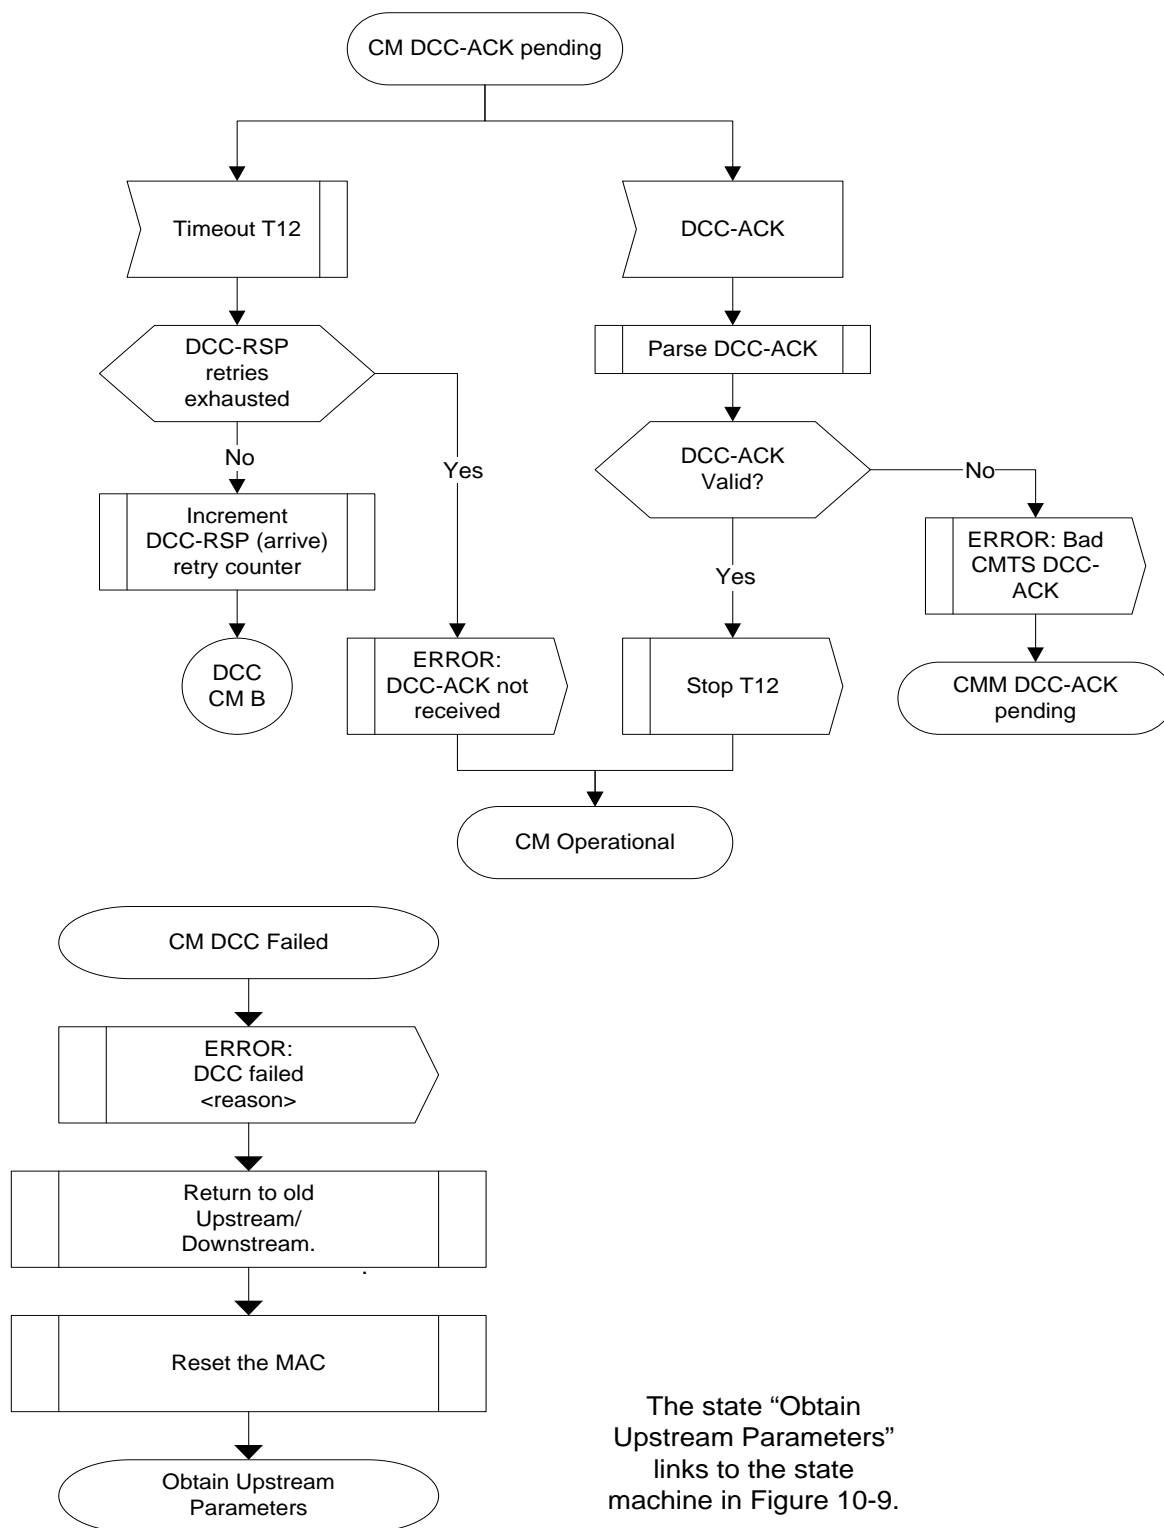 CM DCC-ACK pending
Timeout T12
DCC-ACK
DCC-RSP
retries
exhausted
Parse DCC-ACK
DCC-ACK
Valid?
No
Yes
No
Increment
DCC-RSP (arrive)
retry counter
Yes
ERROR: Bad
CMTS DCC-
ACK
DCC
CM B
ERROR:
DCC-ACK not
received
Stop T12
CMM DCC-ACK
pending
CM Operational
CM DCC Failed
ERROR:
DCC failed
<reason>
Return to old
Upstream/
Downstream.
.
Reset the MAC
Obtain Upstream
Parameters
The state “Obtain
Upstream Parameters”
links to the state
machine in Figure 10-9.